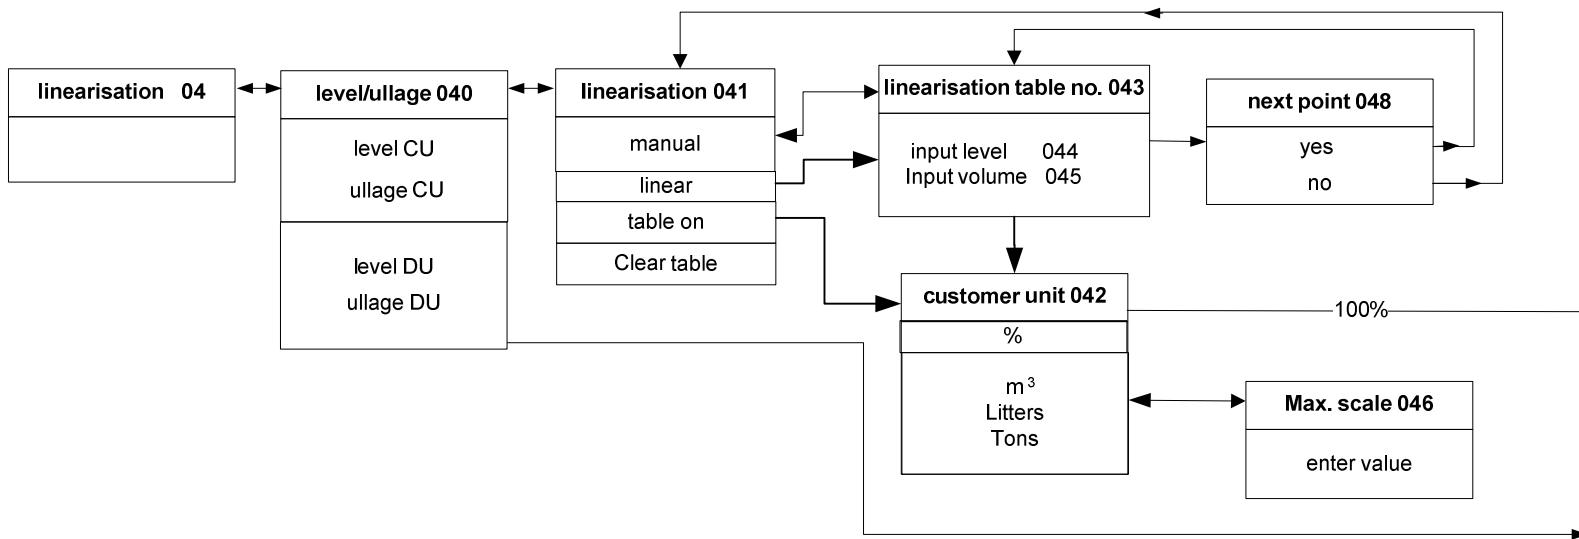 linearisation 04
level/ullage 040
level CU
ullage CU
level DU
ullage DU
linearisation 041
manual
linear
table on
Clear table
linearisation table no. 043
input level 044
Input volume 045
next point 048
yes
no
customer unit 042
%
m³
Litters
Tons
100%
Max. scale 046
enter value